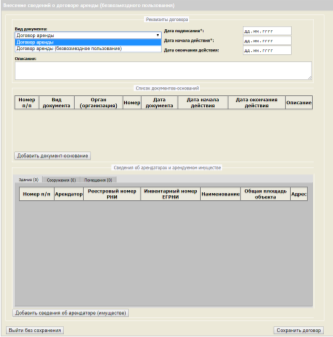 Внесение сведений о договоре аренды (безвозмездного пользования)
Реквизиты договора
Вид документа
Договор аренды
Договор аренды
Договор аренды (безвозмездное пользование)
Дата подписания*:
дд.мм.гггг
Дата начала действия*:
дд.мм.гггг
Дата окончания действия:
дд.мм.гггг
Описание:
Список документов-оснований
Номер п/п
Вид документа
Орган (организация)
Номер
Дата документа
Дата начала действия
Дата окончания действия
Описание
Добавить документ-основание
Сведения об арендаторах и арендуемом имуществе
Здания (0)
Сооружения (0)
Помещения (0)
Номер п/п
Арендатор
Реестровый номер РНИ
Инвентарный номер ЕГРНИ
Наименование
Общая площадь объекта
Адрес
Добавить сведения об арендаторе (имуществе)
Выйти без сохранения
Сохранить договор